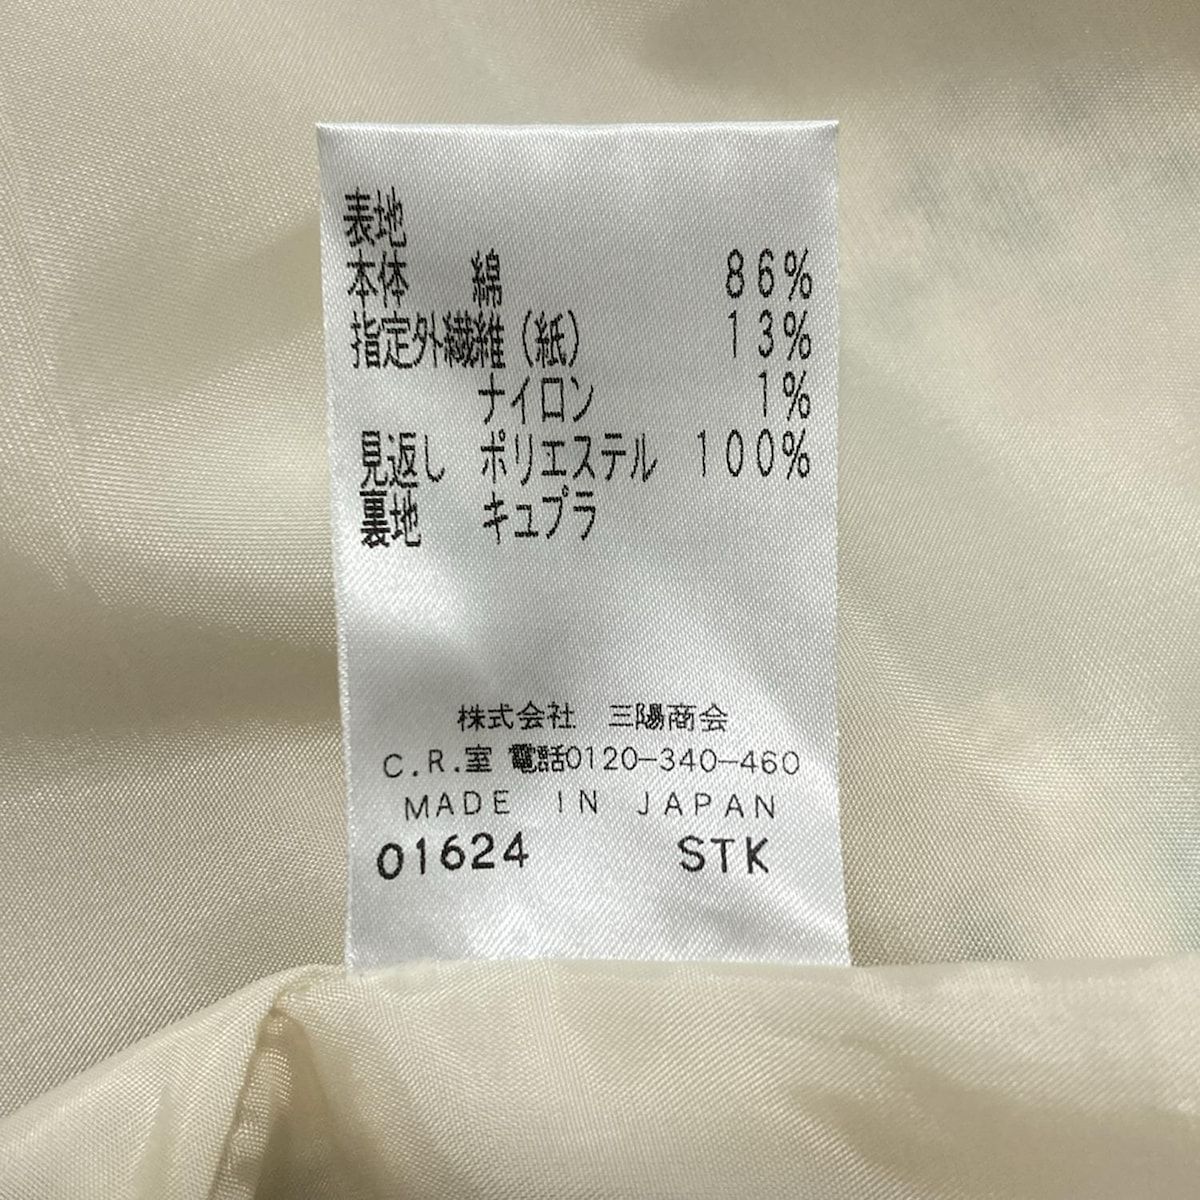 表地
本体 綿 86%
指定外繊維(紙) 13%
ナイロン 1%
見返し ポリエステル 100%
裏地 キュプラ
株式会社 三陽商会
C.R.室 電話0120-340-460
MADE IN JAPAN
01624 STK